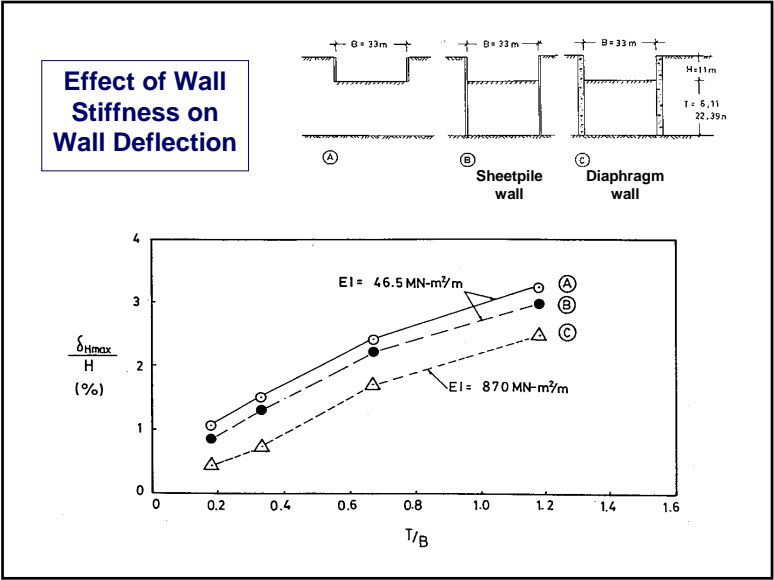 Effect of Wall
Stiffness on
Wall Deflection
B = 33m
B = 33m
B = 33m
H=11m
T = 6,11
22,39m
A
B
C
Sheetpile
wall
Diaphragm
wall
4
3
2
1
0
δHmax
H
(%)
EI = 46.5 MN-m²/m
EI = 870 MN-m²/m
A
B
C
0
0.2
0.4
0.6
0.8
1.0
1.2
1.4
1.6
T/B